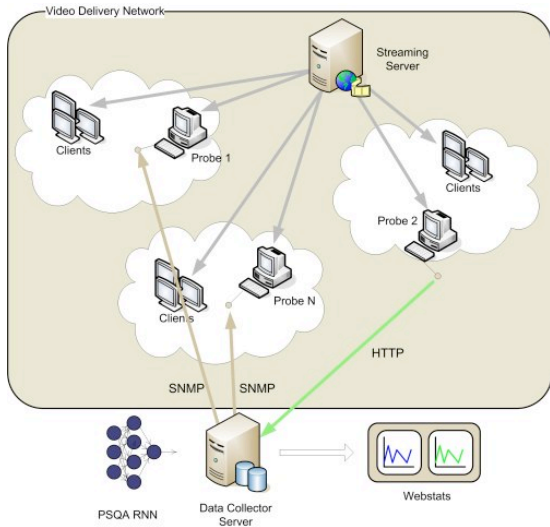 Video Delivery Network
Streaming
Server
Clients
Probe 1
Clients
Probe 2
Clients
Probe N
HTTP
SNMP
SNMP
PSQA RNN
Data Collector
Server
Webstats